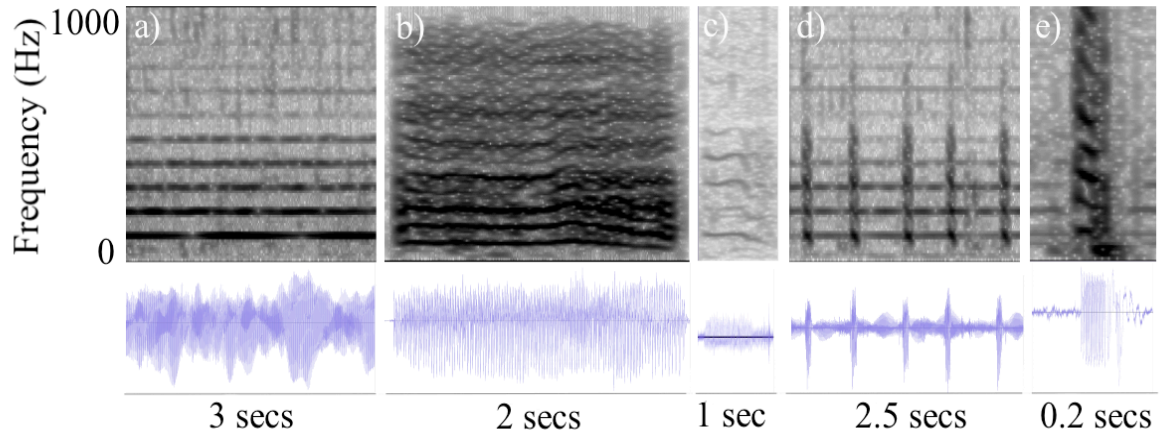 1000
Frequency (Hz)
0
a)
b)
c)
d)
e)
3 secs
2 secs
1 sec
2.5 secs
0.2 secs